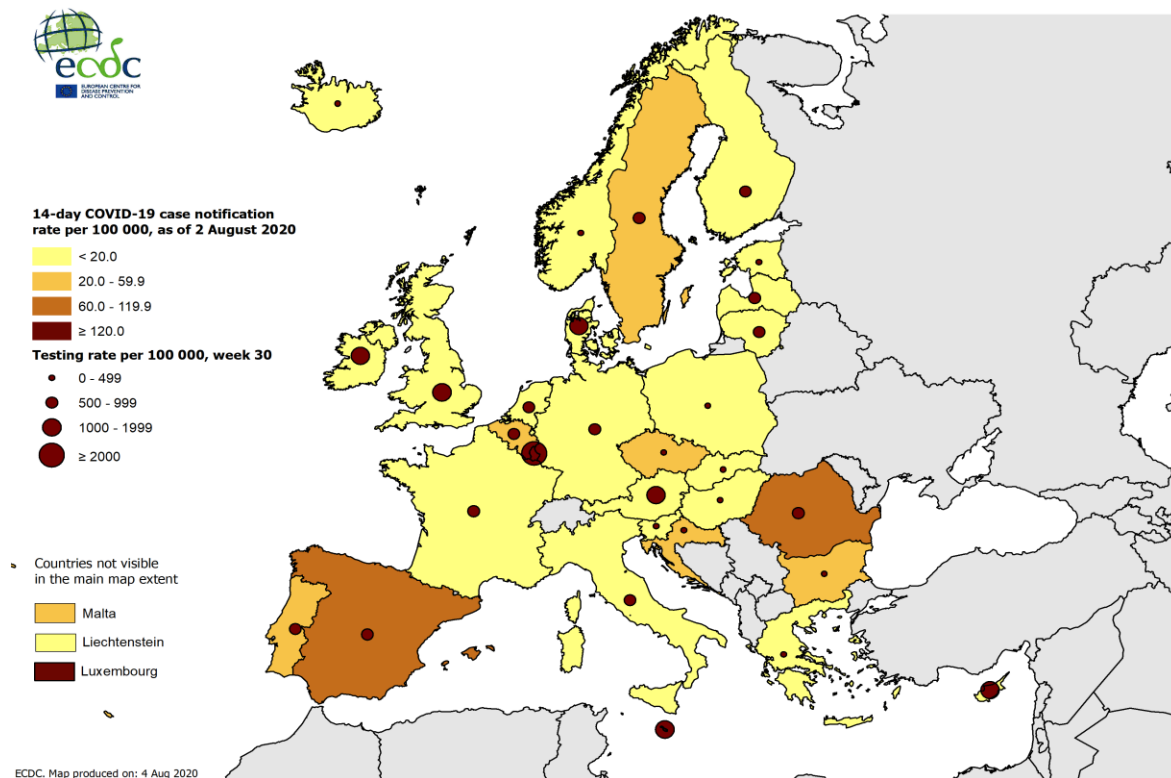 ecdc
EUROPEAN CENTRE FOR
DISEASE PREVENTION
AND CONTROL
14-day COVID-19 case notification
rate per 100 000, as of 2 August 2020
< 20.0
20.0 - 59.9
60.0 - 119.9
≥ 120.0
Testing rate per 100 000, week 30
0 - 499
500 - 999
1000 - 1999
≥ 2000
Countries not visible
in the main map extent
Malta
Liechtenstein
Luxembourg
ECDC. Map produced on: 4 Aug 2020